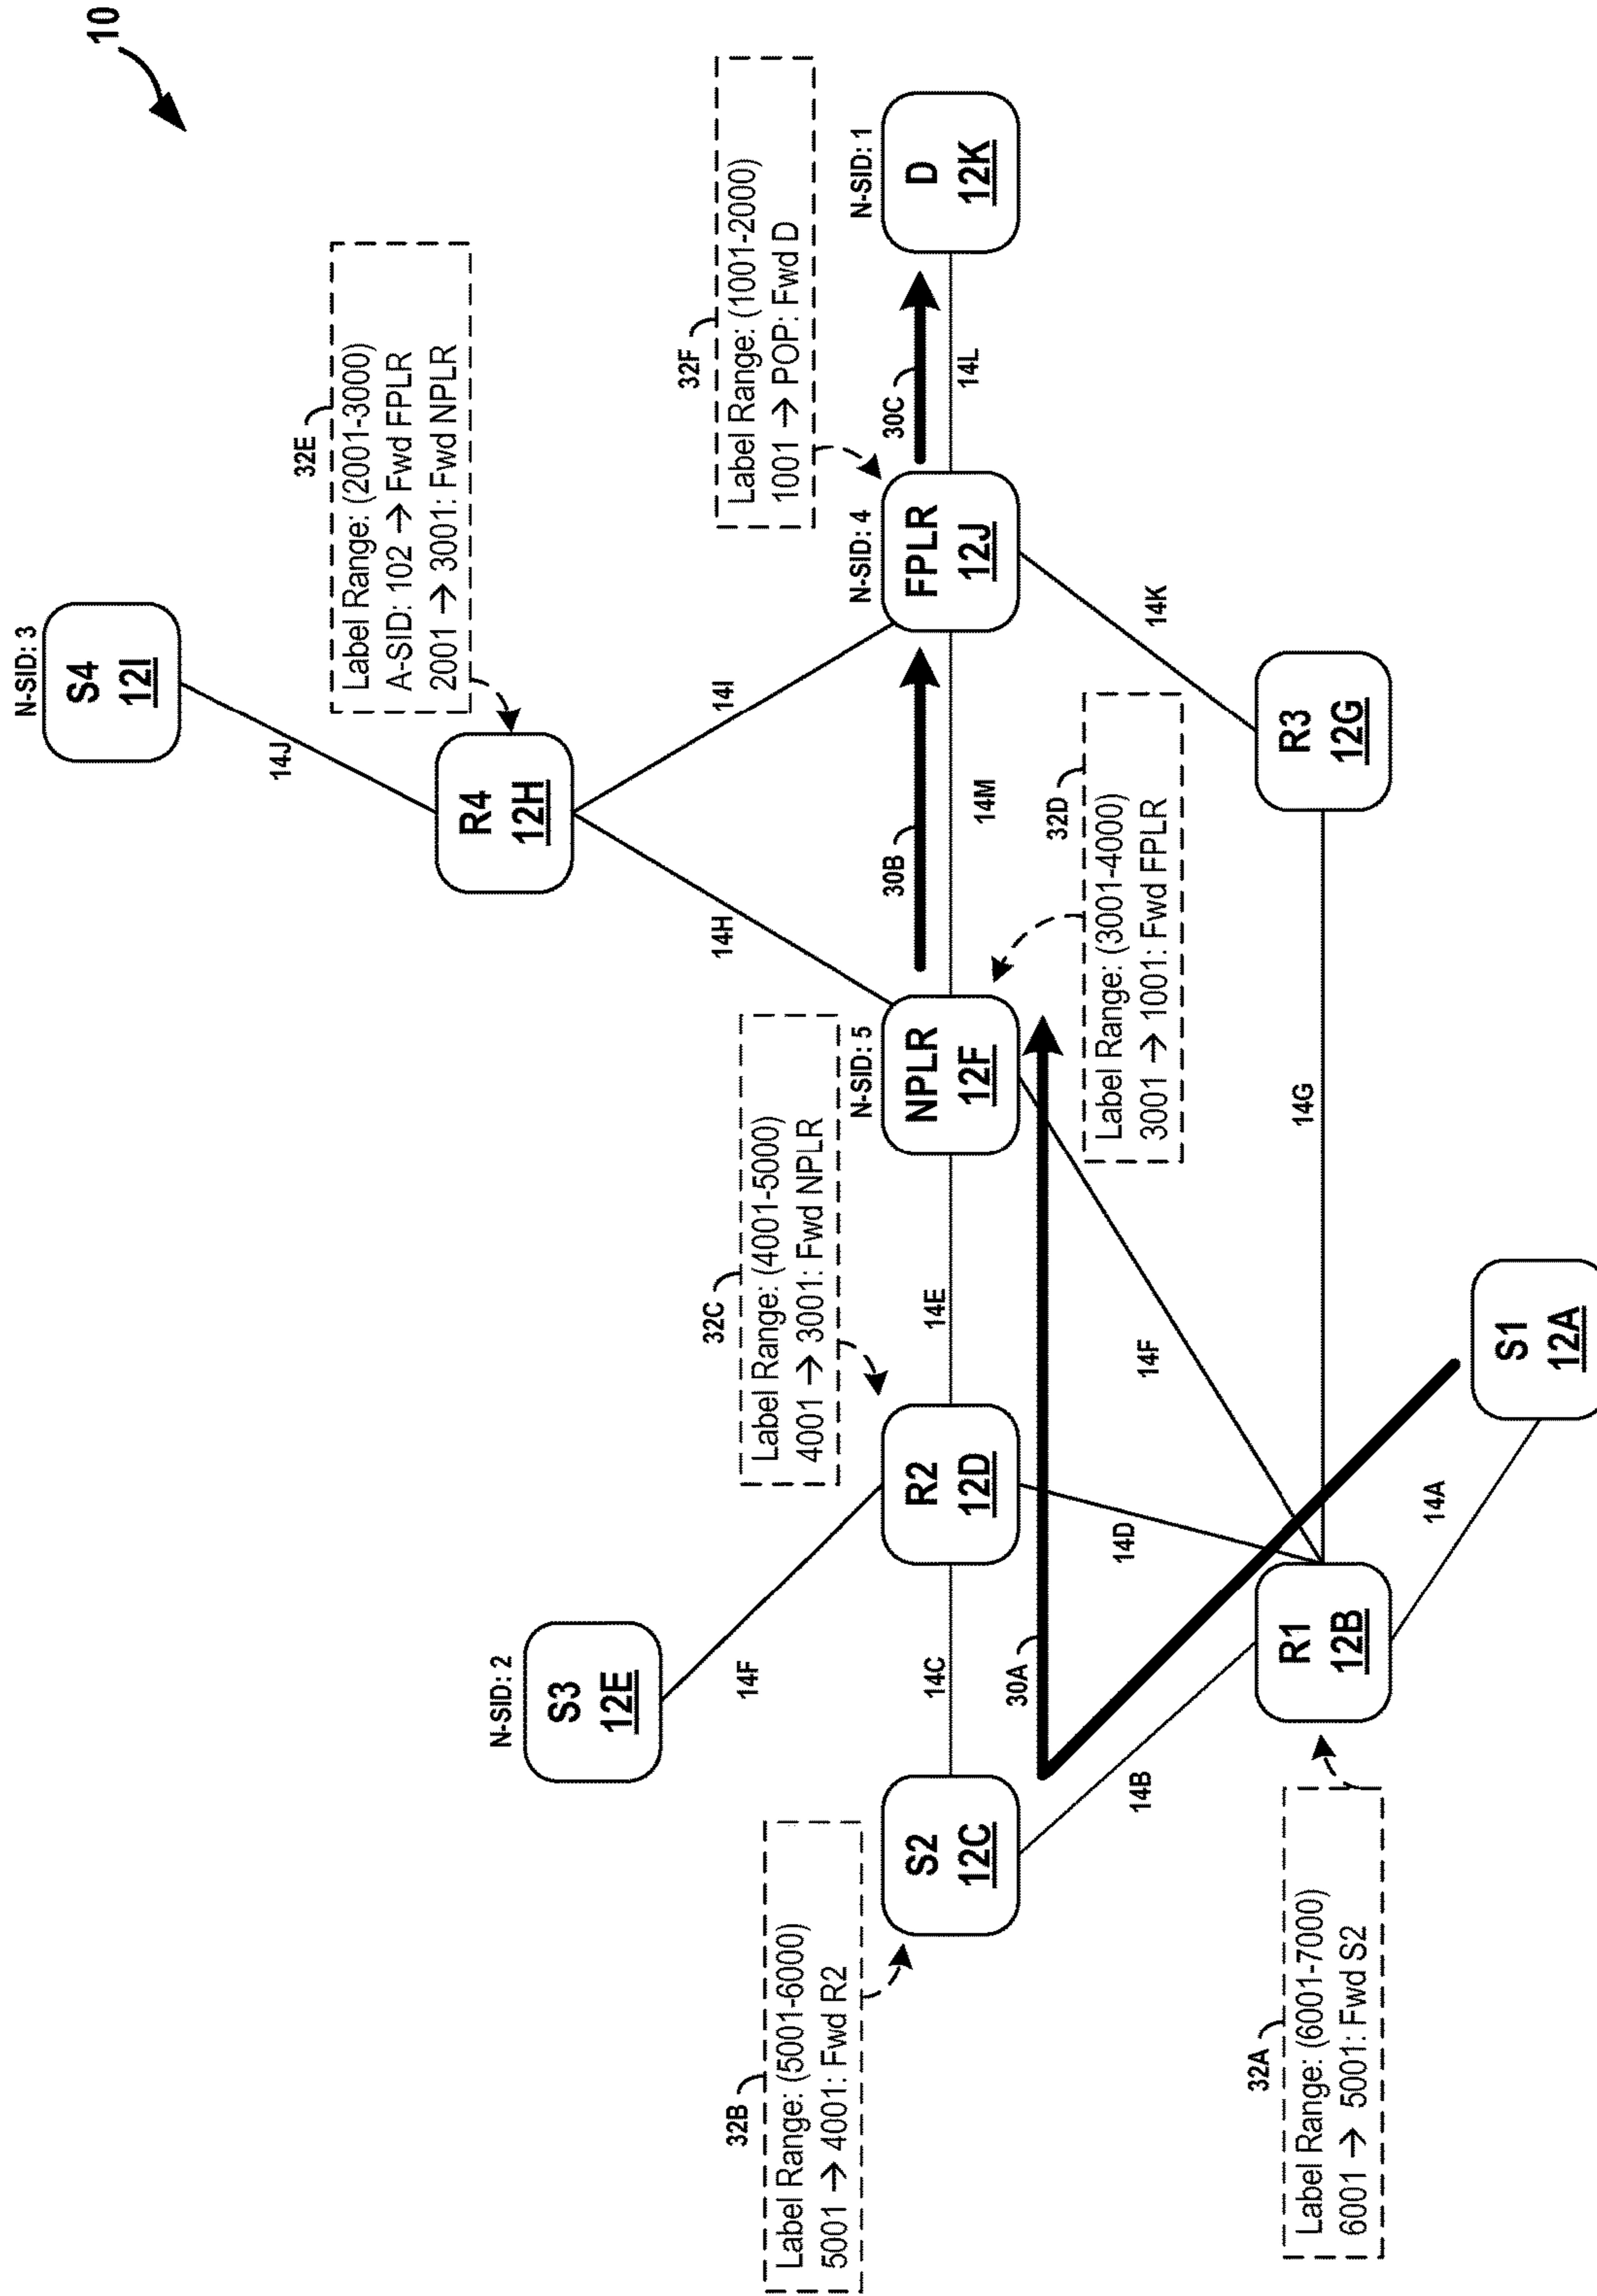 10
N-SID: 3
S4
12I
14J
32E
Label Range: (2001-3000)
A-SID: 102 → Fwd FPLR
2001 → 3001: Fwd NPLR
R4
12H
N-SID: 2
S3
12E
14F
14H
14I
32F
Label Range: (1001-2000)
1001 → POP: Fwd D
32C
Label Range: (4001-5000)
4001 → 3001: Fwd NPLR
32B
Label Range: (5001-6000)
5001 → 4001: Fwd R2
S2
12C
14C
R2
12D
14E
N-SID: 5
NPLR
12F
30B
14M
N-SID: 4
FPLR
12J
30C
14L
N-SID: 1
D
12K
30A
14B
14D
14F
32D
Label Range: (3001-4000)
3001 → 1001: Fwd FPLR
14K
32A
Label Range: (6001-7000)
6001 → 5001: Fwd S2
R1
12B
14G
R3
12G
14A
S1
12A